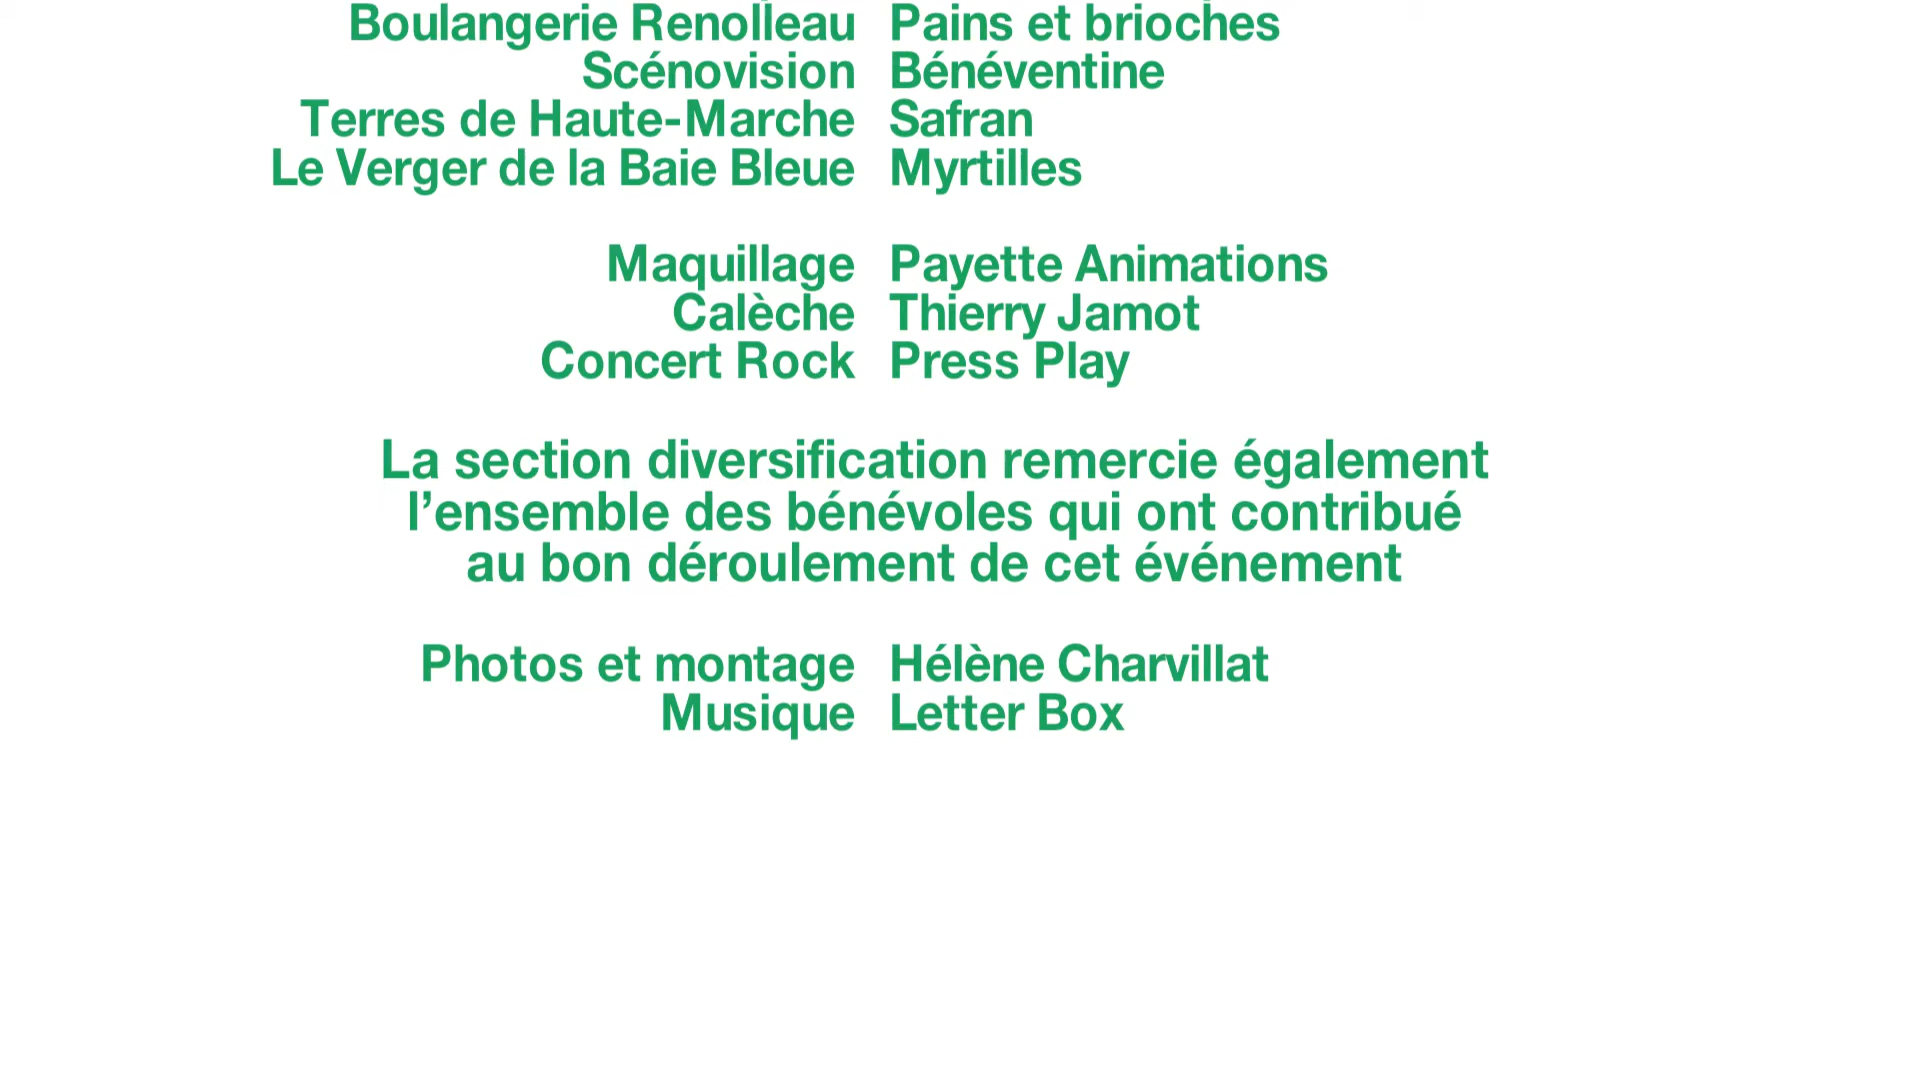 Boulangerie Renolleau Pains et brioches
Scénovision Bénéventine
Terres de Haute-Marche Safran
Le Verger de la Baie Bleue Myrtilles
Maquillage Payette Animations
Calèche Thierry Jamot
Concert Rock Press Play
La section diversification remercie également
l’ensemble des bénévoles qui ont contribué
au bon déroulement de cet événement
Photos et montage Hélène Charvillat
Musique Letter Box